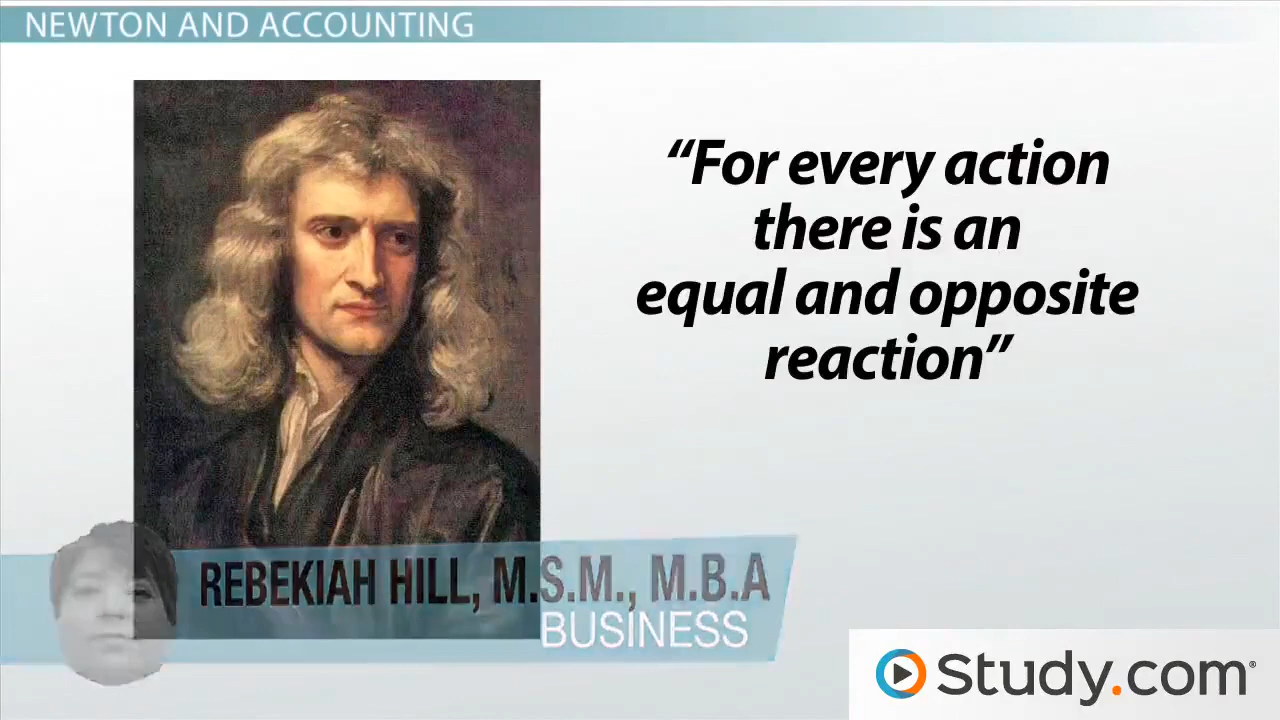 NEWTON AND ACCOUNTING
“For every action
there is an
equal and opposite
reaction”
REBEKIAH HILL, M.S.M., M.B.A
BUSINESS
Study.com®